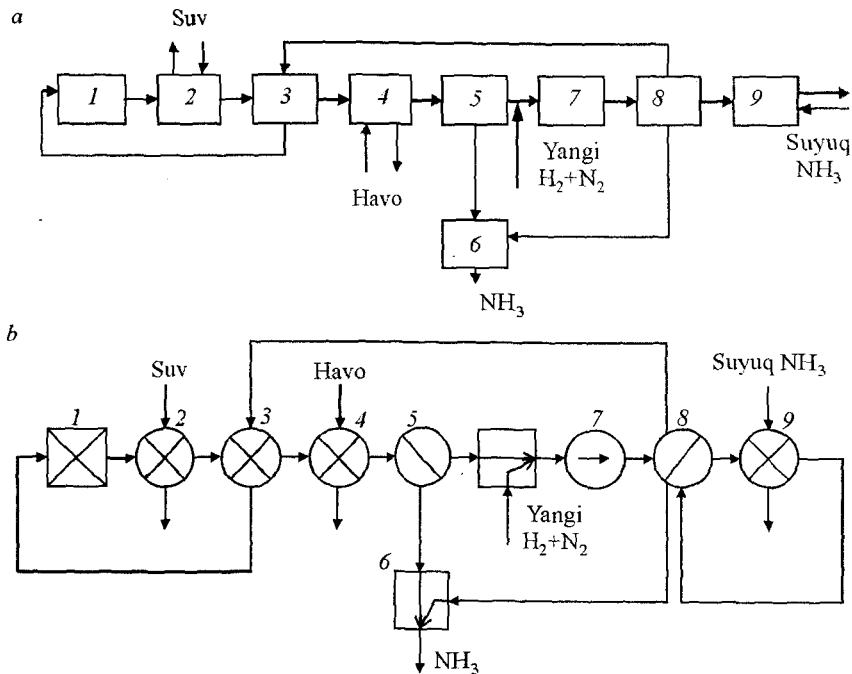 a
Suv
1 2 3 4 5 7 8 9
Havo
Yangi
H₂+N₂
Suyuq
NH₃
6
NH₃
b
Suv
Havo
Suyuq NH₃
1 2 3 4 5 7 8 9
Yangi
H₂+N₂
6
NH₃